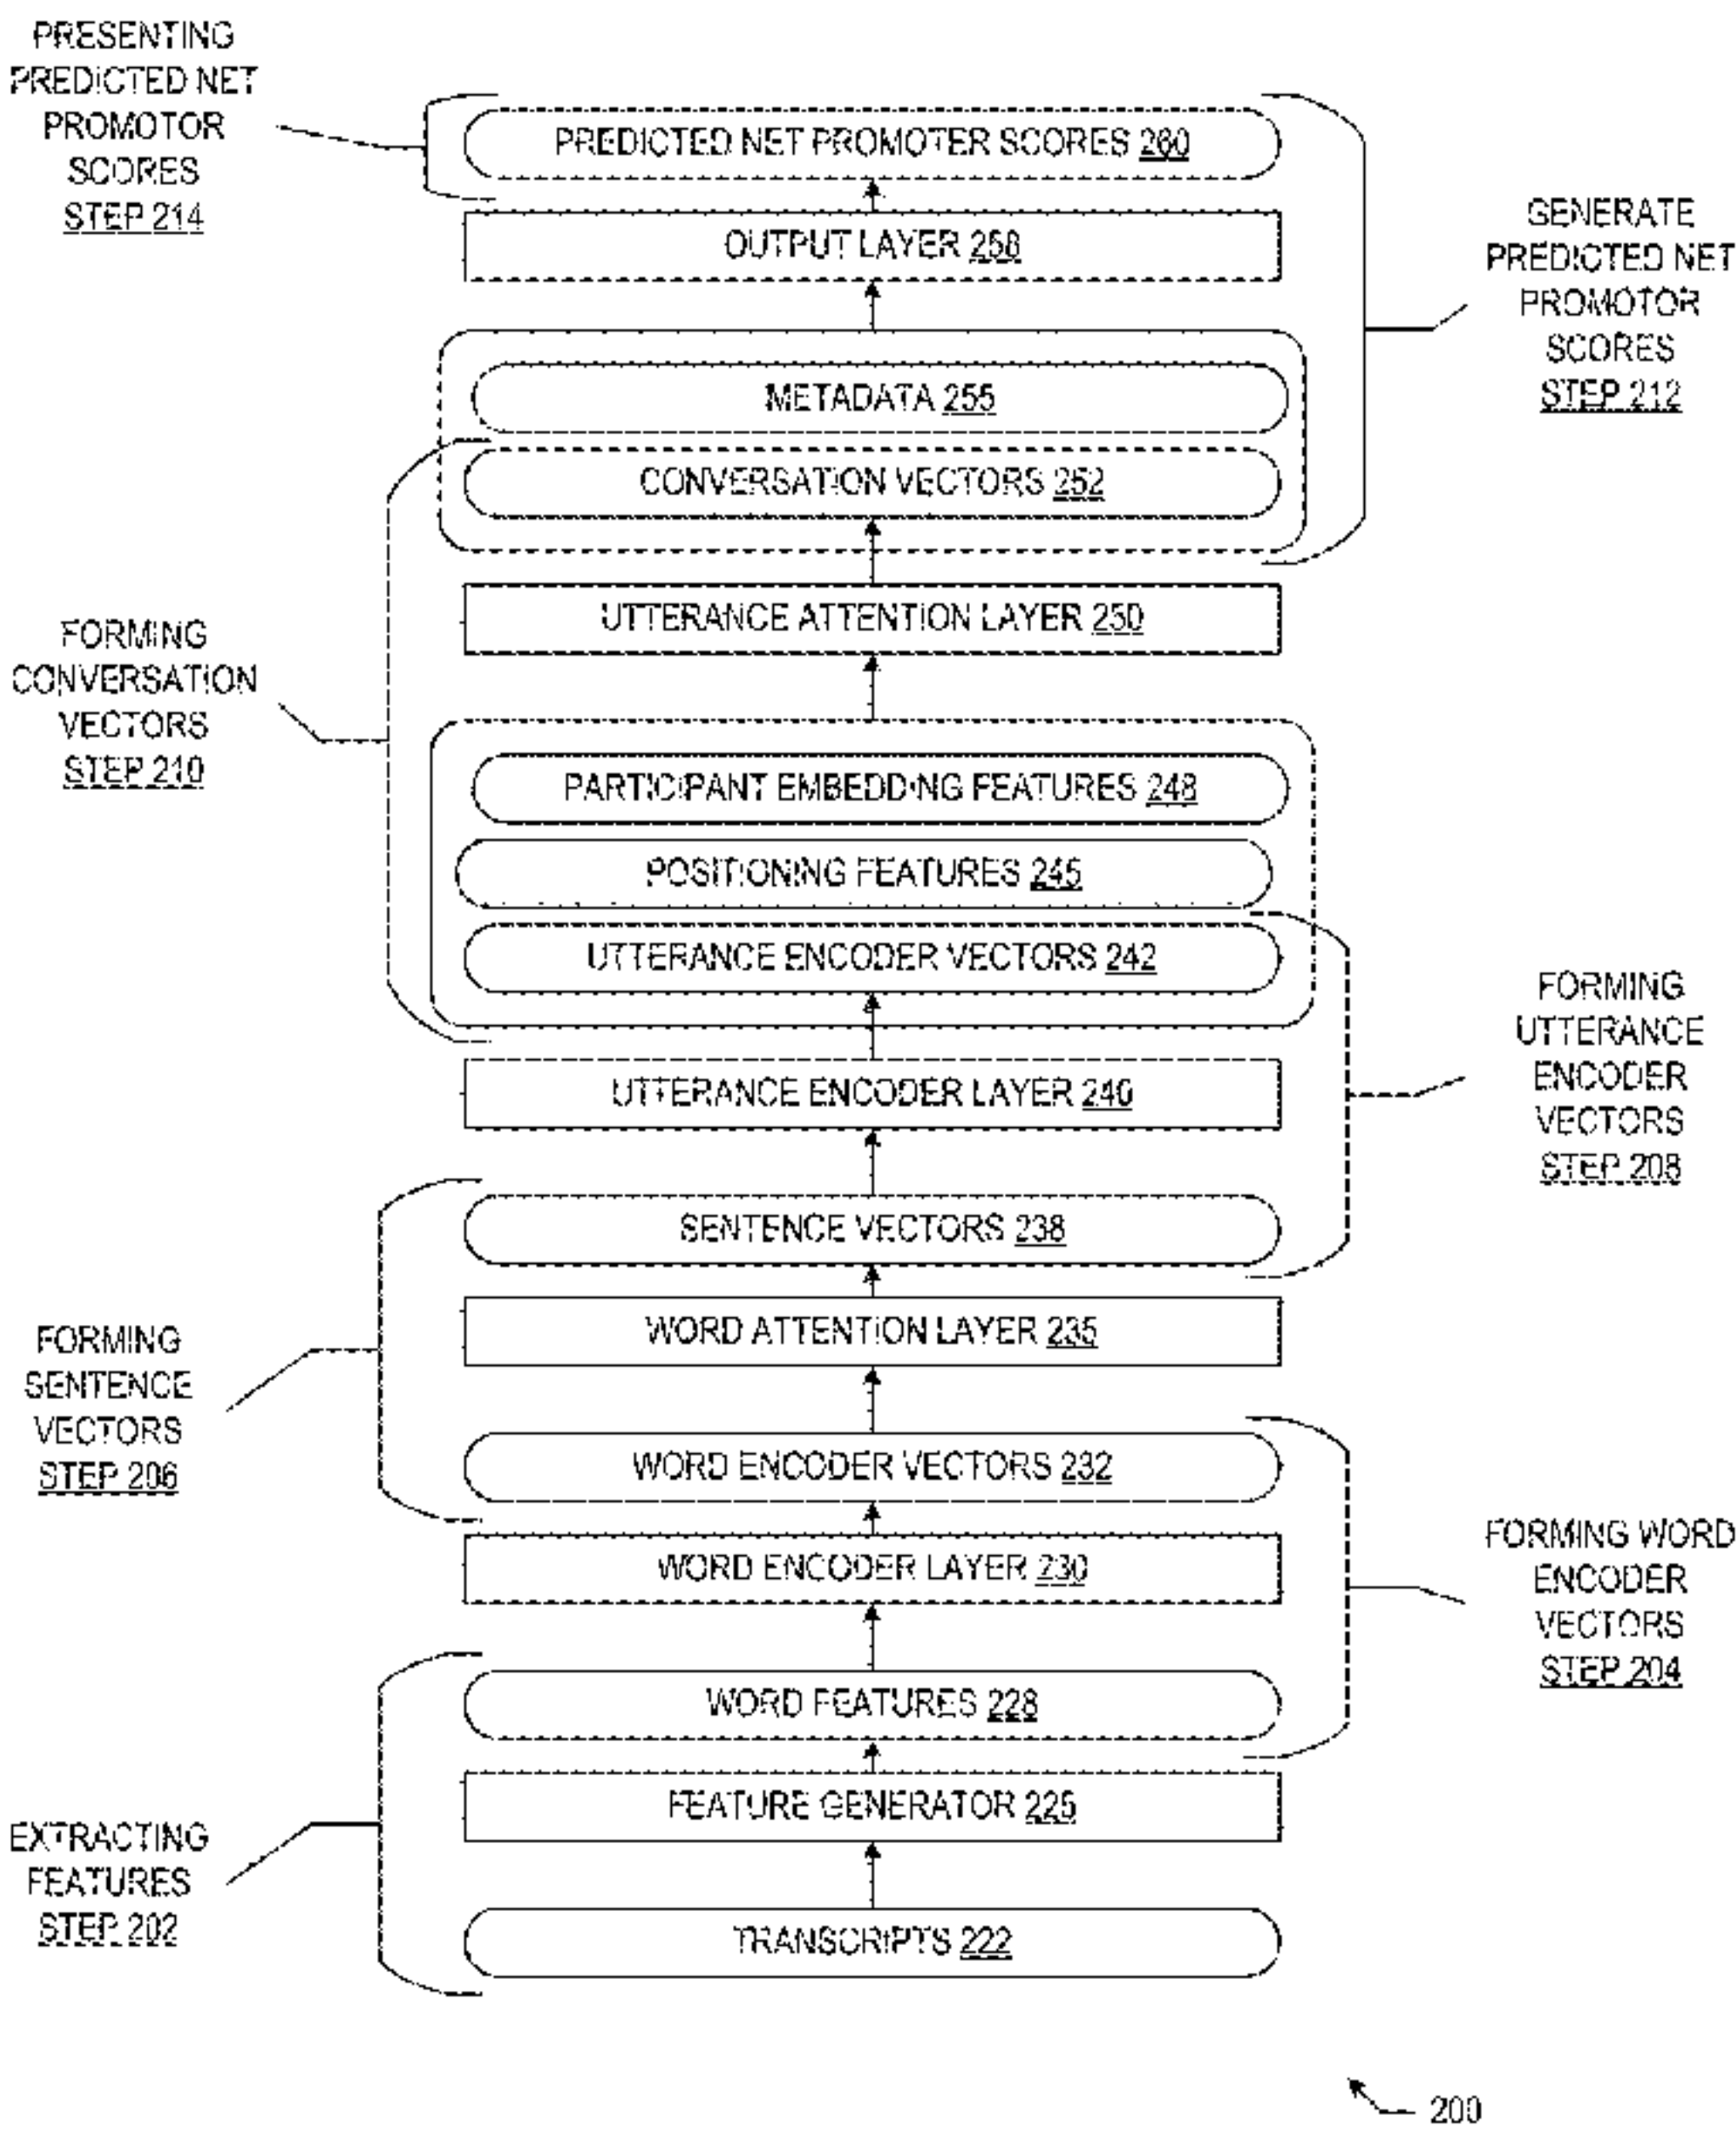 PRESENTING
PREDICTED NET
PROMOTOR
SCORES
STEP 214
PREDICTED NET PROMOTER SCORES 260
OUTPUT LAYER 258
GENERATE
PREDICTED NET
PROMOTOR
SCORES
STEP 212
METADATA 255
CONVERSATION VECTORS 252
UTTERANCE ATTENTION LAYER 250
FORMING
CONVERSATION
VECTORS
STEP 210
PARTICIPANT EMBEDDING FEATURES 248
POSITIONING FEATURES 245
UTTERANCE ENCODER VECTORS 242
FORMING
UTTERANCE
ENCODER
VECTORS
STEP 208
UTTERANCE ENCODER LAYER 240
SENTENCE VECTORS 238
WORD ATTENTION LAYER 235
FORMING
SENTENCE
VECTORS
STEP 206
WORD ENCODER VECTORS 232
WORD ENCODER LAYER 230
FORMING WORD
ENCODER
VECTORS
STEP 204
WORD FEATURES 228
FEATURE GENERATOR 225
EXTRACTING
FEATURES
STEP 202
TRANSCRIPTS 222
200